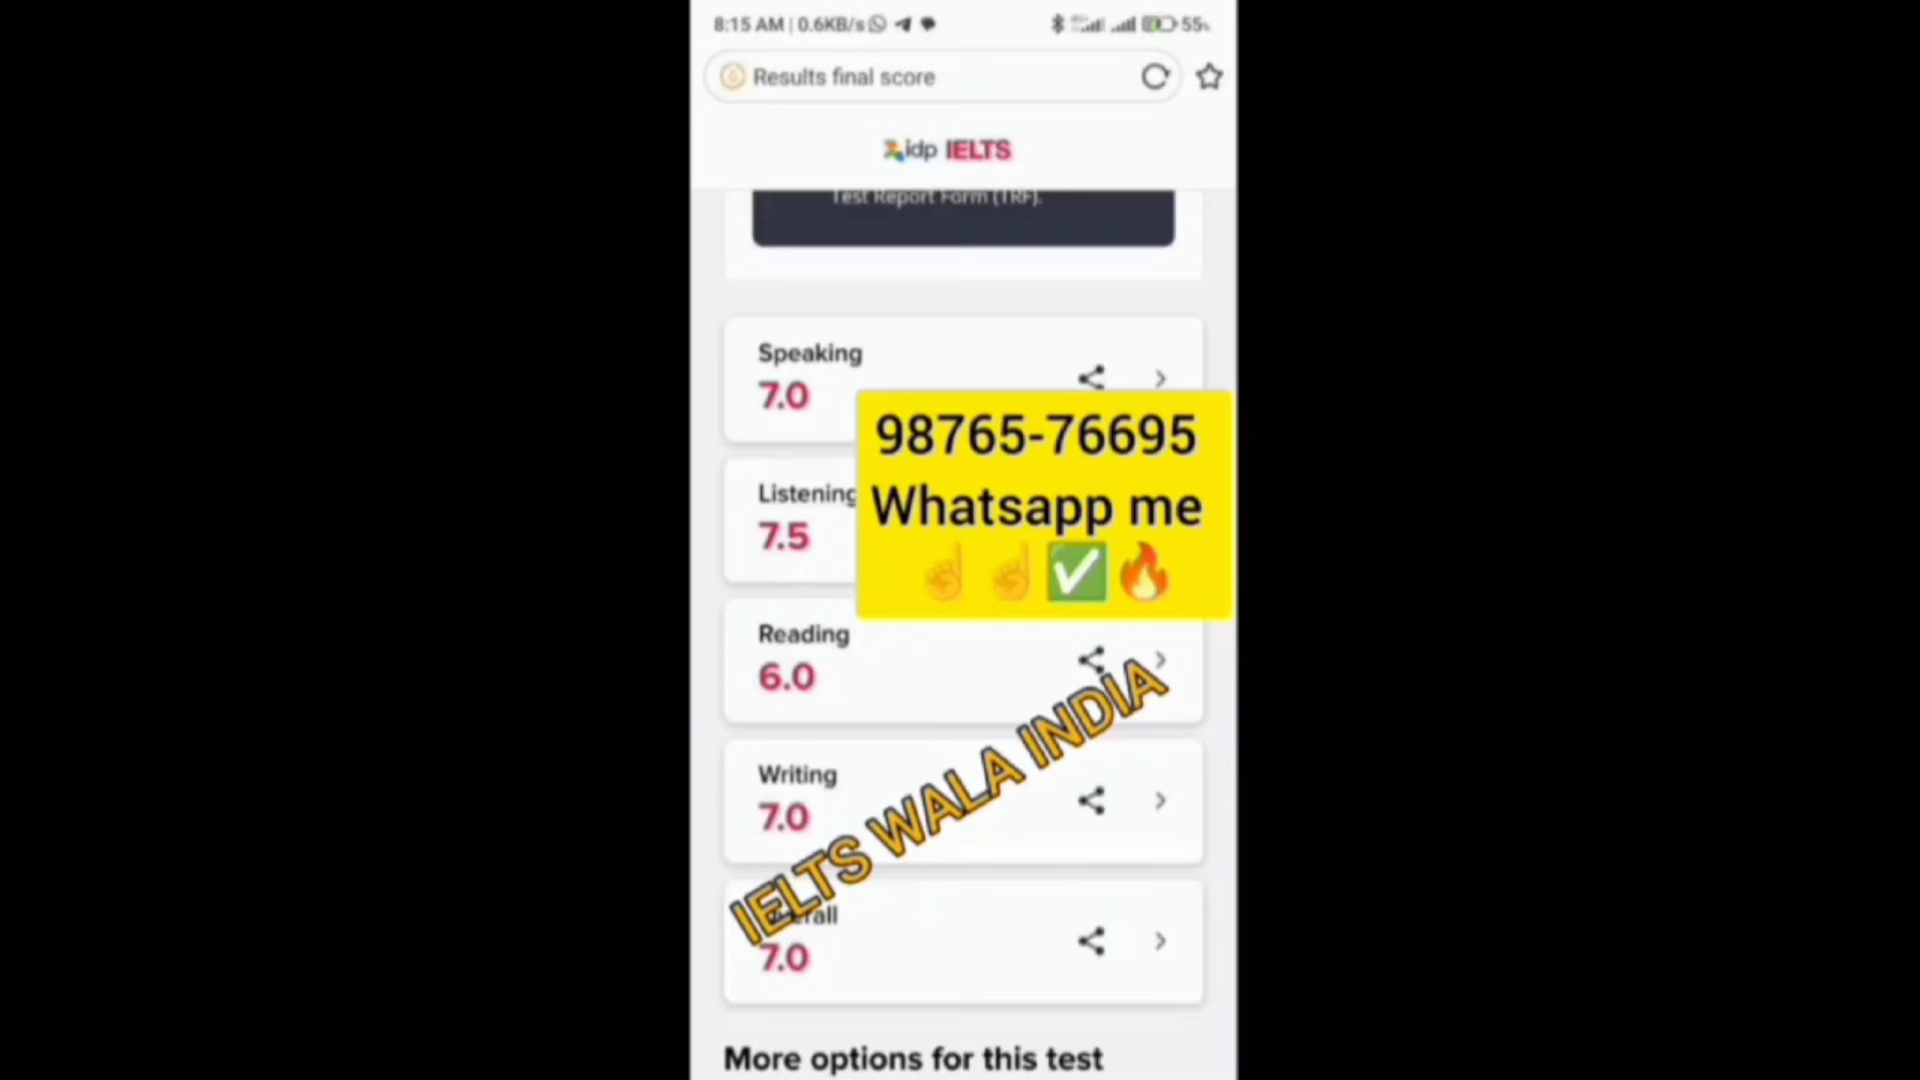 8:15 AM | 0.6KB/s
55%
Results final score
idp IELTS
Test Report Form (TRF).
Speaking
7.0
98765-76695
Whatsapp me
☝☝✅🔥
Listening
7.5
Reading
6.0
IELTS WALA INDIA
Writing
7.0
7.0
More options for this test